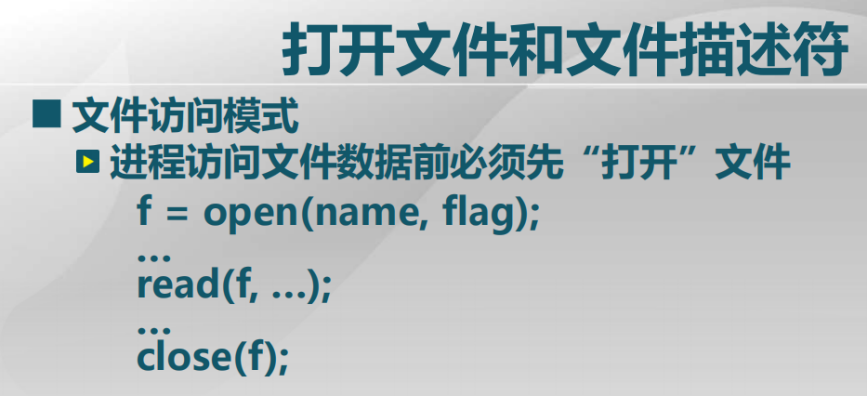 打开文件和文件描述符
文件访问模式
进程访问文件数据前必须先“打开”文件
f = open(name, flag);
...
read(f, ...);
...
close(f);